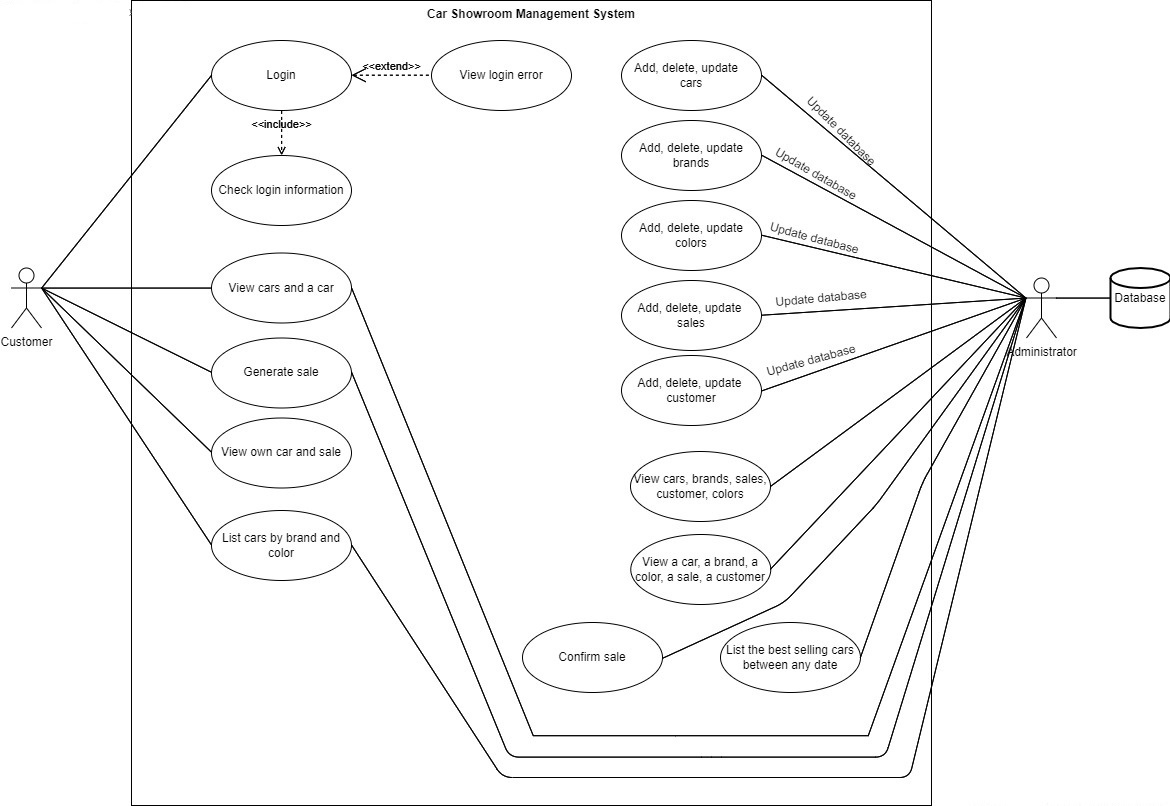 Car Showroom Management System
Login
<<extend>>
View login error
<<include>>
Check login information
View cars and a car
Generate sale
View own car and sale
List cars by brand and
color
Customer
Add, delete, update
cars
Update database
Add, delete, update
brands
Update database
Add, delete, update
colors
Update database
Add, delete, update
sales
Update database
Add, delete, update
customer
Update database
View cars, brands, sales,
customer, colors
View a car, a brand, a
color, a sale, a customer
Confirm sale
List the best selling cars
between any date
Administrator
Database